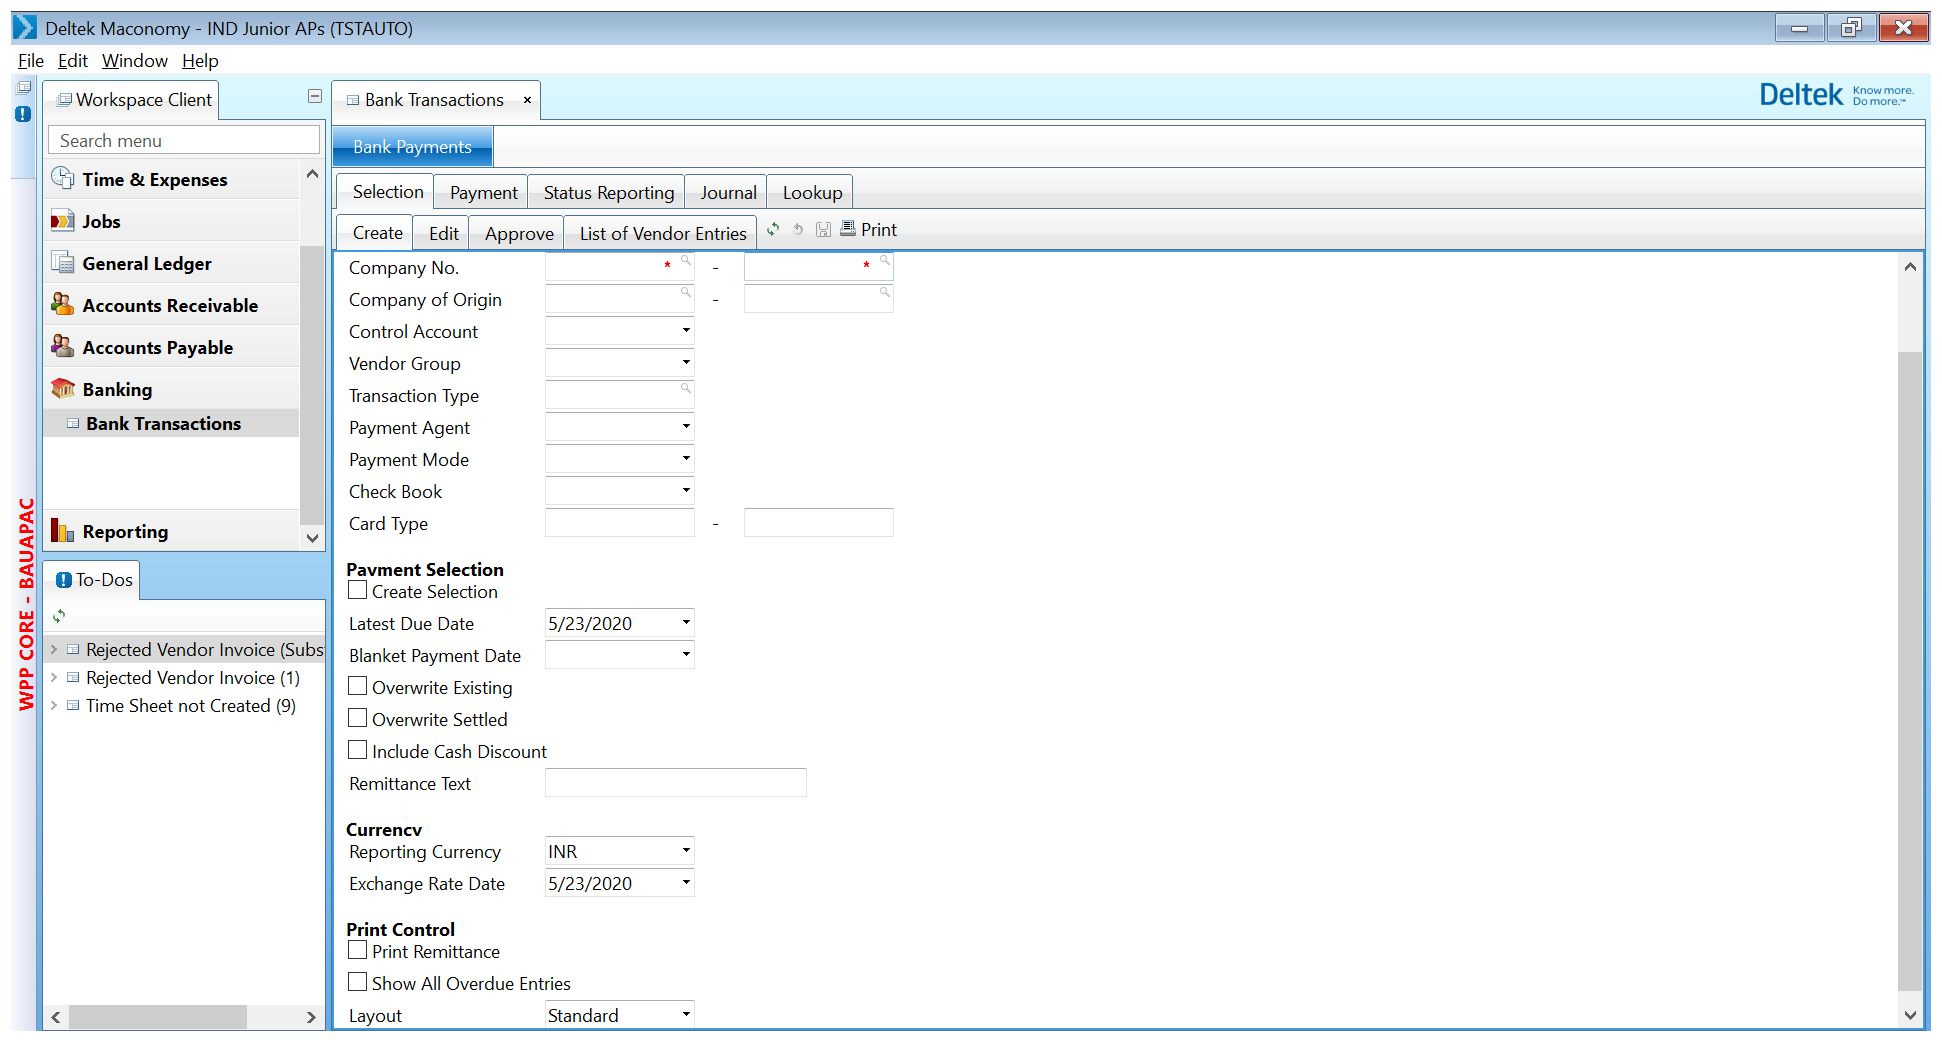 Deltek Maconomy - IND Junior APs (TSTAUTO)
File Edit Window Help
Workspace Client
Search menu
Time & Expenses
Jobs
General Ledger
Accounts Receivable
Accounts Payable
Banking
Bank Transactions
Reporting
WPP CORE - BAUAPAC
To-Dos
Rejected Vendor Invoice (Subs
Rejected Vendor Invoice (1)
Time Sheet not Created (9)
Bank Transactions
Deltek Know more. Do more.™
Bank Payments
Selection Payment Status Reporting Journal Lookup
Create Edit Approve List of Vendor Entries Print
Company No. * - *
Company of Origin -
Control Account
Vendor Group
Transaction Type
Payment Agent
Payment Mode
Check Book
Card Type -
Payment Selection
Create Selection
Latest Due Date 5/23/2020
Blanket Payment Date
Overwrite Existing
Overwrite Settled
Include Cash Discount
Remittance Text
Currency
Reporting Currency INR
Exchange Rate Date 5/23/2020
Print Control
Print Remittance
Show All Overdue Entries
Layout Standard